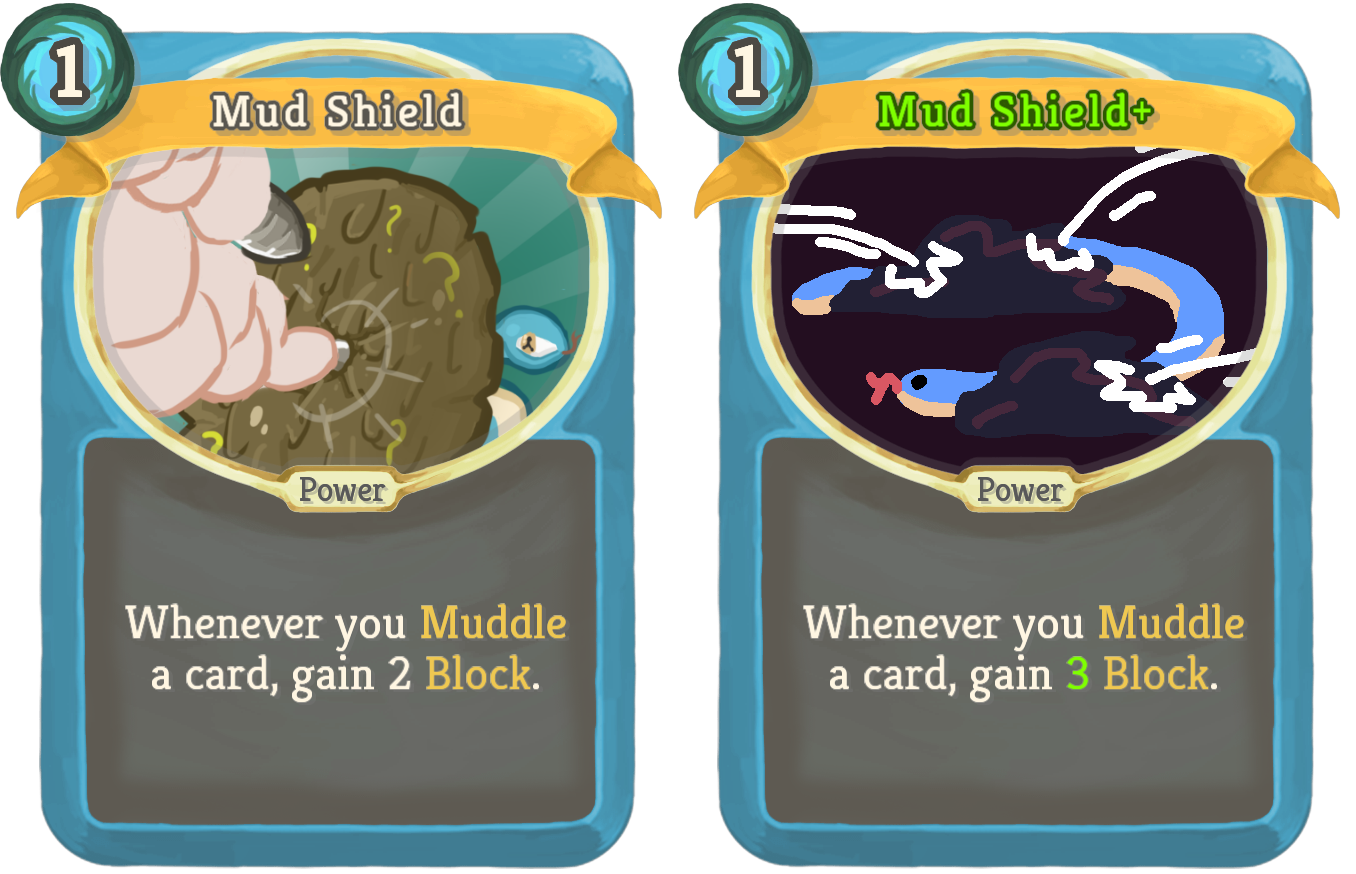 1
Mud Shield
Power
Whenever you Muddle
a card, gain 2 Block.
1
Mud Shield+
Power
Whenever you Muddle
a card, gain 3 Block.